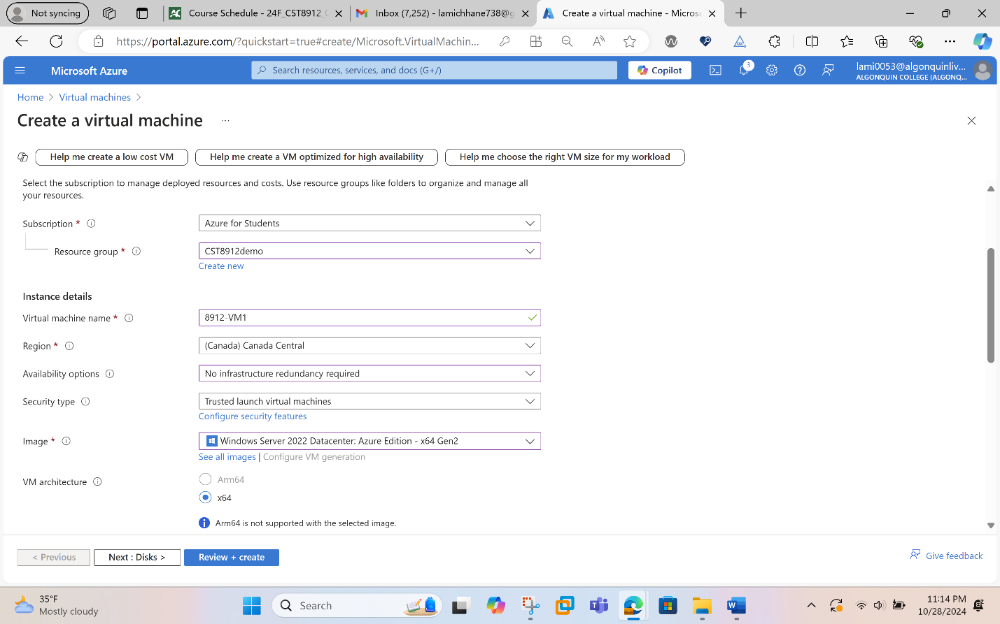 Not syncing
Course Schedule - 24F_CST8912_
Inbox (7,252) - lamichhane738@g
Create a virtual machine - Micros
https://portal.azure.com/?quickstart=true#create/Microsoft.VirtualMachin...
Microsoft Azure
Search resources, services, and docs (G+/)
Copilot
3
lami0053@algonquinliv...
ALGONQUIN COLLEGE (ALGONQ...
Home > Virtual machines >
Create a virtual machine ...
Help me create a low cost VM
Help me create a VM optimized for high availability
Help me choose the right VM size for my workload
Select the subscription to manage deployed resources and costs. Use resource groups like folders to organize and manage all
your resources.
Subscription *
Azure for Students
Resource group *
CST8912demo
Create new
Instance details
Virtual machine name *
8912-VM1
Region *
(Canada) Canada Central
Availability options
No infrastructure redundancy required
Security type
Trusted launch virtual machines
Configure security features
Image *
Windows Server 2022 Datacenter: Azure Edition - x64 Gen2
See all images | Configure VM generation
VM architecture
Arm64
x64
Arm64 is not supported with the selected image.
< Previous
Next : Disks >
Review + create
Give feedback
35°F
Mostly cloudy
Search
11:14 PM
10/28/2024